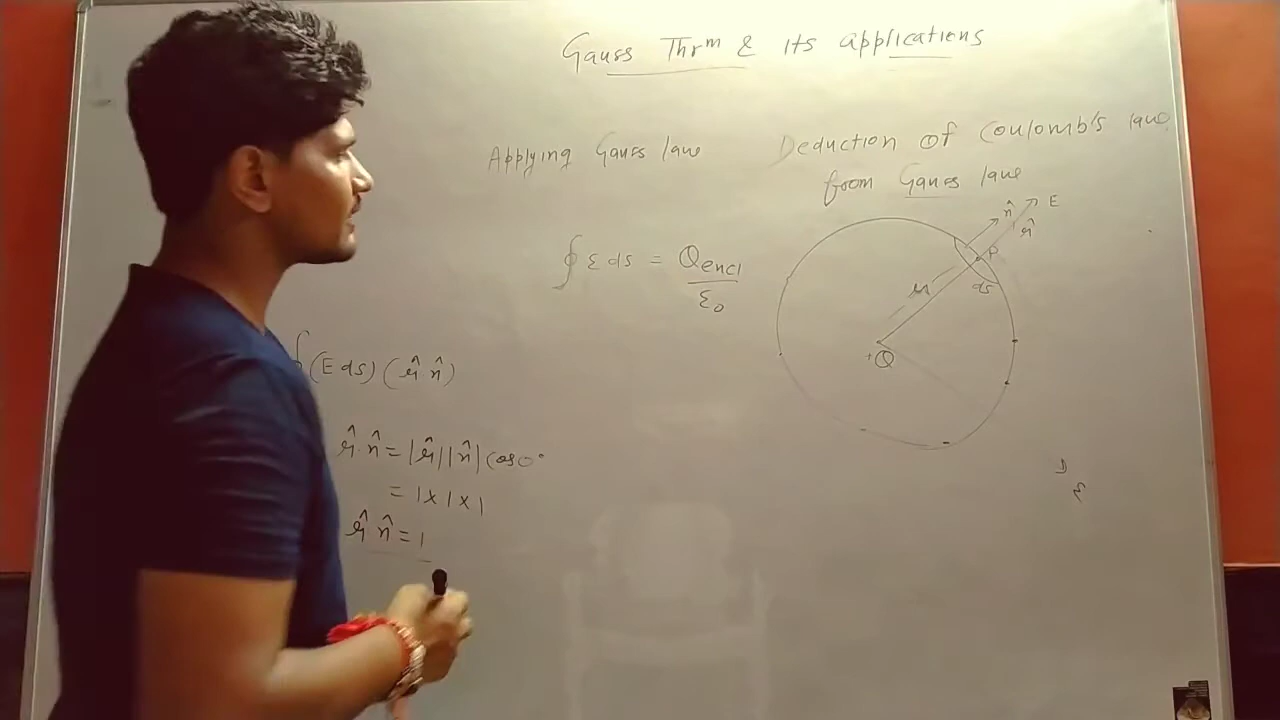 Gauss Thrm & its applications
Applying Gauss law
Deduction of Coulomb's law
from Gauss law
∮ E ds = Qencl / ε₀
n̂ E
r̂
P
r ds
+Q
∮(E ds) (r̂.n̂)
r̂.n̂ = |r̂||n̂| cos0°
= 1×1×1
r̂.n̂ = 1